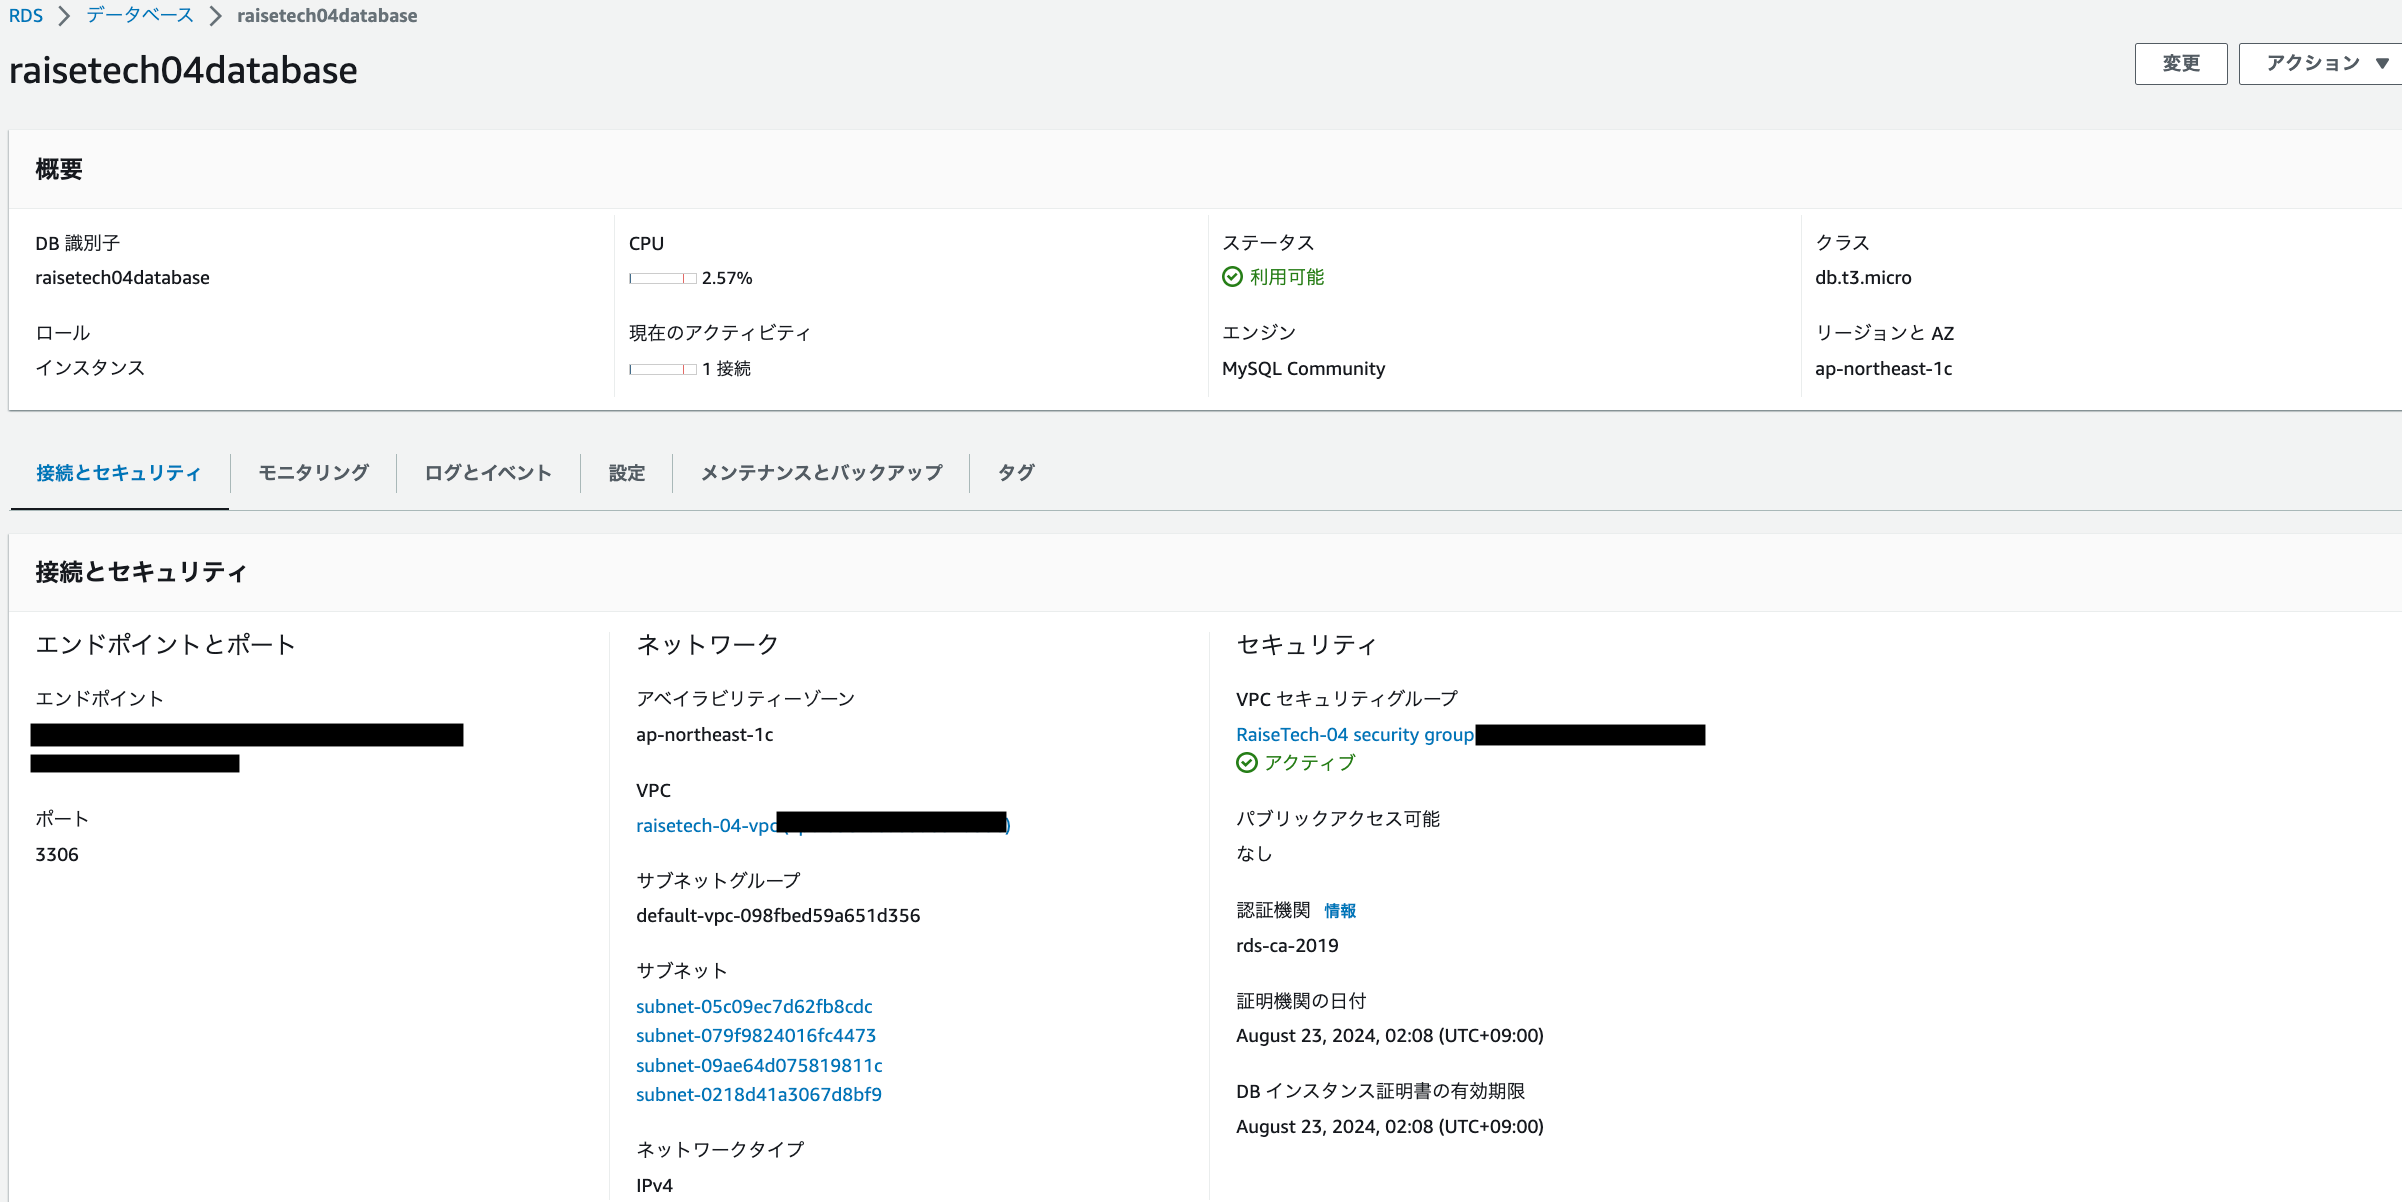 RDS > データベース > raisetech04database
raisetech04database
変更
アクション ▼
概要
DB 識別子
raisetech04database
CPU
2.57%
ステータス
利用可能
クラス
db.t3.micro
ロール
インスタンス
現在のアクティビティ
1 接続
エンジン
MySQL Community
リージョンと AZ
ap-northeast-1c
接続とセキュリティ
モニタリング
ログとイベント
設定
メンテナンスとバックアップ
タグ
接続とセキュリティ
エンドポイントとポート
エンドポイント
ポート
3306
ネットワーク
アベイラビリティーゾーン
ap-northeast-1c
VPC
raisetech-04-vpc ( )
サブネットグループ
default-vpc-098fbed59a651d356
サブネット
subnet-05c09ec7d62fb8cdc
subnet-079f9824016fc4473
subnet-09ae64d075819811c
subnet-0218d41a3067d8bf9
ネットワークタイプ
IPv4
セキュリティ
VPC セキュリティグループ
RaiseTech-04 security group
アクティブ
パブリックアクセス可能
なし
認証機関 情報
rds-ca-2019
証明機関の日付
August 23, 2024, 02:08 (UTC+09:00)
DB インスタンス証明書の有効期限
August 23, 2024, 02:08 (UTC+09:00)